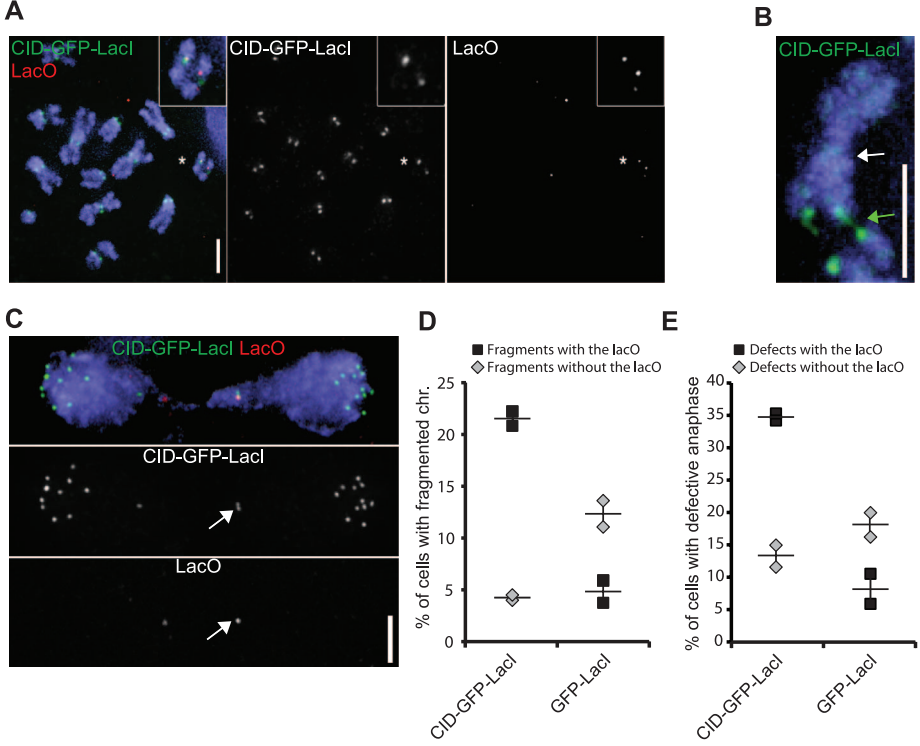 A
CID-GFP-LacI
LacO
CID-GFP-LacI
LacO
*
*
*
B
CID-GFP-LacI
C
CID-GFP-LacI LacO
CID-GFP-LacI
LacO
D
Fragments with the lacO
Fragments without the lacO
% of cells with fragmented chr.
25
20
15
10
5
0
CID-GFP-LacI
GFP-LacI
E
Defects with the lacO
Defects without the lacO
% of cells with defective anaphase
40
35
30
25
20
15
10
5
0
CID-GFP-LacI
GFP-LacI